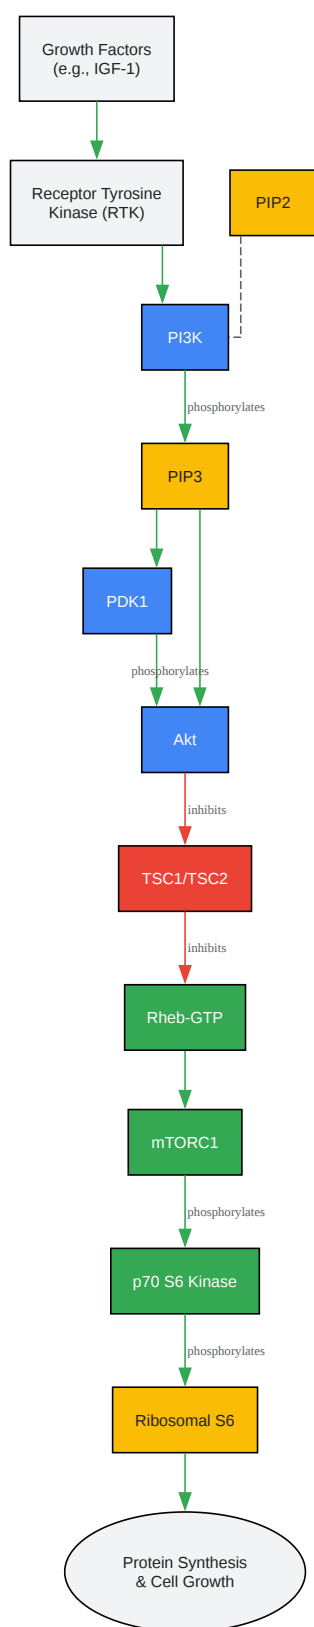 Growth Factors
(e.g., IGF-1)
Receptor Tyrosine
Kinase (RTK)
PIP2
PI3K
phosphorylates
PIP3
PDK1
phosphorylates
Akt
inhibits
TSC1/TSC2
inhibits
Rheb-GTP
mTORC1
phosphorylates
p70 S6 Kinase
phosphorylates
Ribosomal S6
Protein Synthesis
& Cell Growth